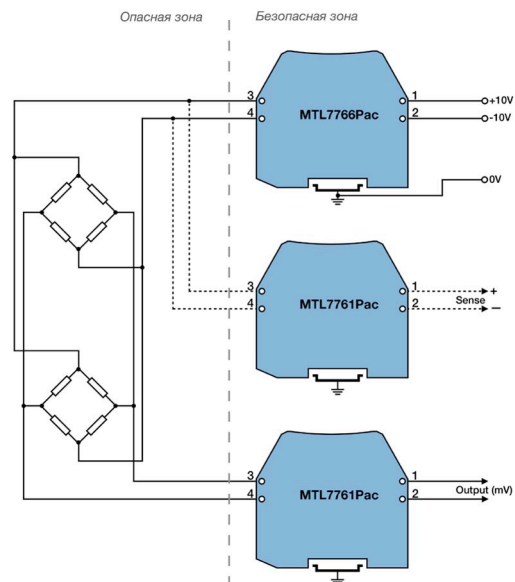 Опасная зона
Безопасная зона
3
4
MTL7766Pac
1
2
+10V
-10V
0V
3
4
MTL7761Pac
1
2
+
Sense
−
3
4
MTL7761Pac
1
2
Output (mV)